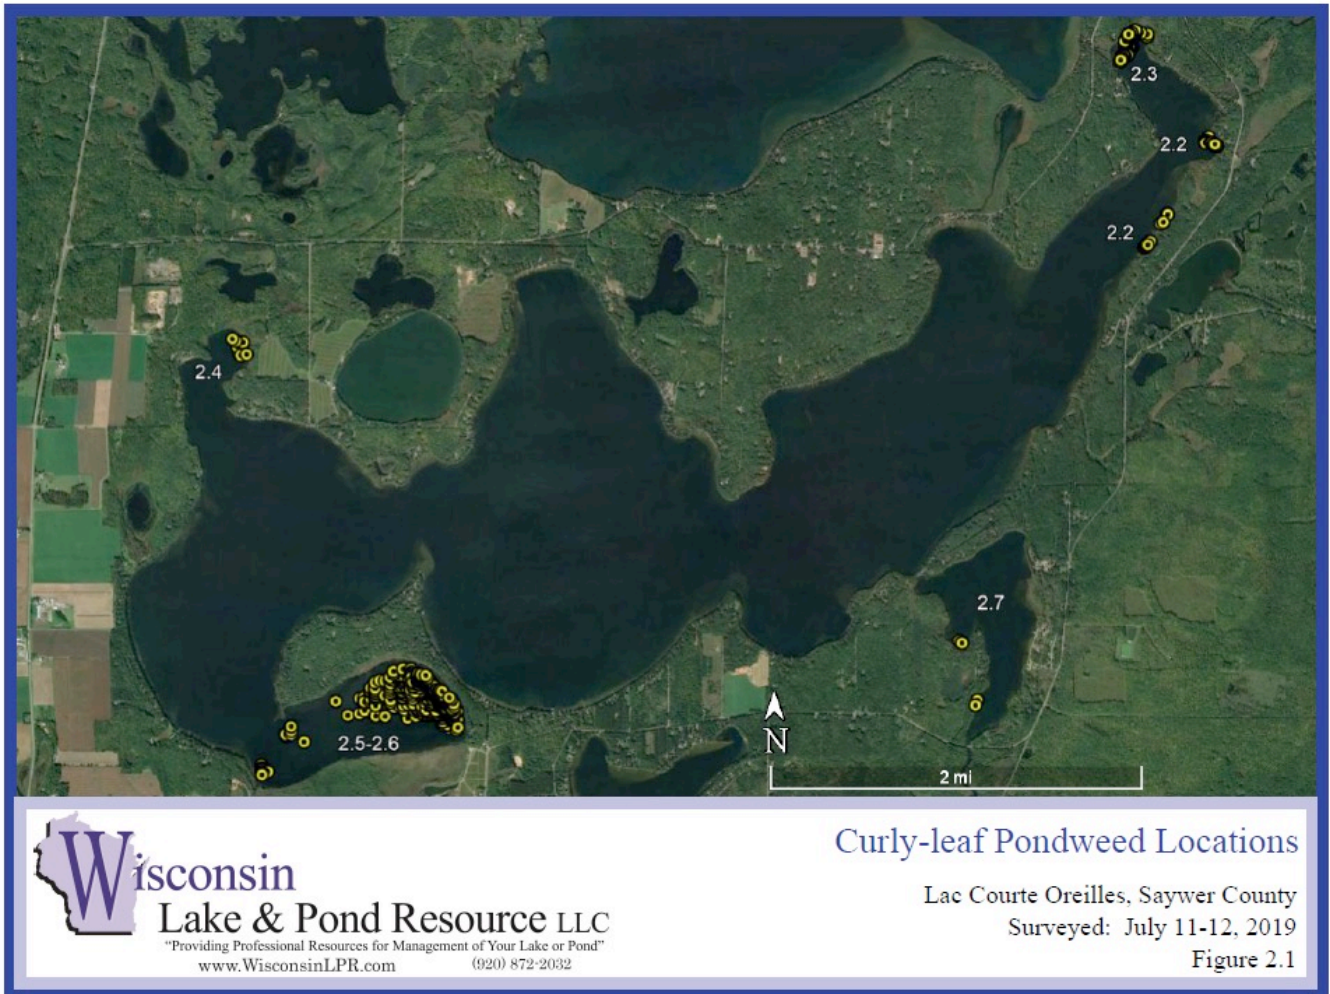 2.3
2.2
2.2
2.4
2.7
2.5-2.6
N
2 mi
Wisconsin
Lake & Pond Resource LLC
"Providing Professional Resources for Management of Your Lake or Pond"
www.WisconsinLPR.com (920) 872-2032
Curly-leaf Pondweed Locations
Lac Courte Oreilles, Saywer County
Surveyed: July 11-12, 2019
Figure 2.1